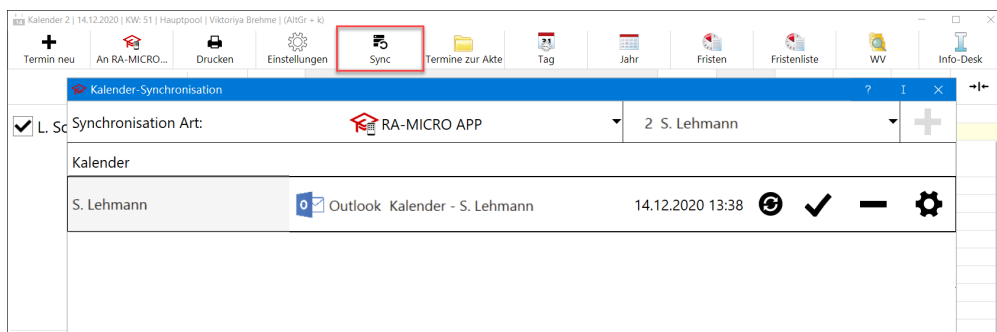 Kalender 2 | 14.12.2020 | KW: 51 | Hauptpool | Viktoriya Brehme | (AltGr + k)
Termin neu An RA-MICRO... Drucken Einstellungen Sync Termine zur Akte Tag Jahr Fristen Fristenliste WV Info-Desk
Kalender-Synchronisation ? I
L. Sc Synchronisation Art: RA-MICRO APP 2 S. Lehmann
Kalender
S. Lehmann Outlook Kalender - S. Lehmann 14.12.2020 13:38